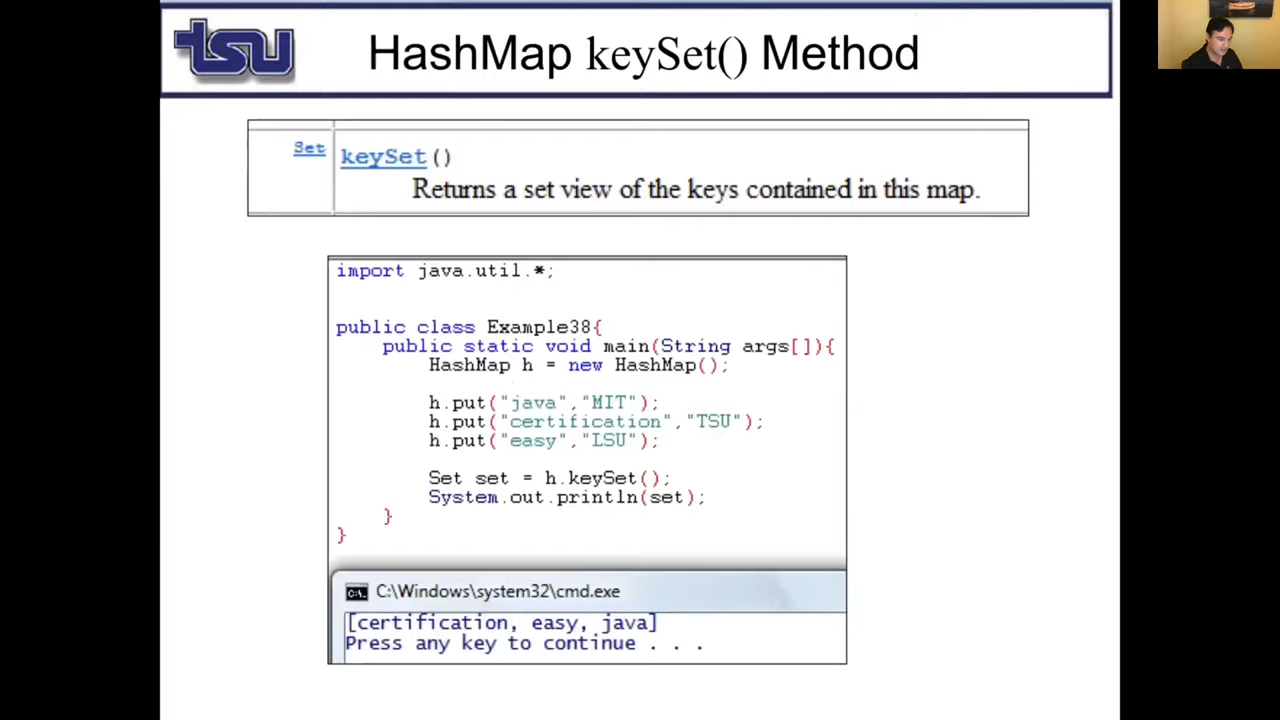 tsu
HashMap keySet() Method
Set
keySet()
Returns a set view of the keys contained in this map.
import java.util.*;
public class Example38{
public static void main(String args[]){
HashMap h = new HashMap();
h.put("java","MIT");
h.put("certification","TSU");
h.put("easy","LSU");
Set set = h.keySet();
System.out.println(set);
}
}
C:\Windows\system32\cmd.exe
[certification, easy, java]
Press any key to continue . . .